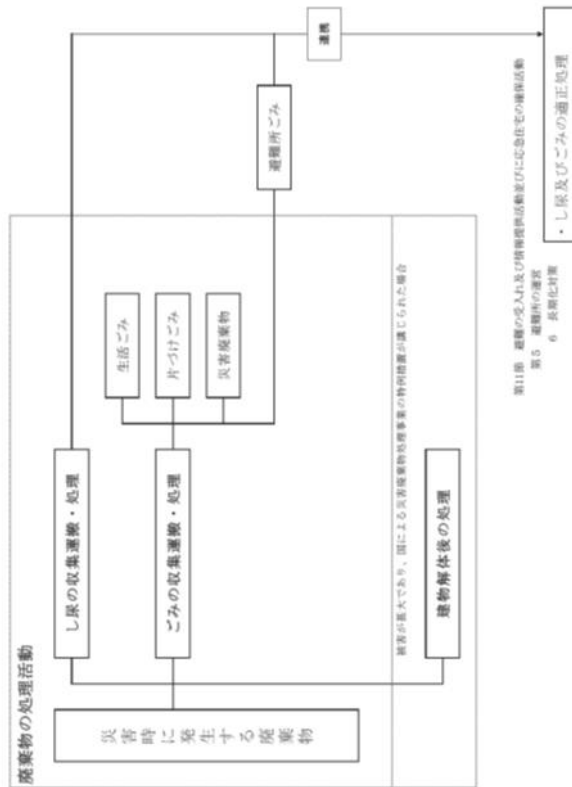 廃棄物の処理活動
災害時に発生する廃棄物
し尿の収集運搬・処理
ごみの収集運搬・処理
生活ごみ
片づけごみ
災害廃棄物
避難所ごみ
連携
被害が甚大であり、国による災害廃棄物処理事業の特例措置が講じられた場合
建物解体後の処理
第11節 避難の受入れ及び情報提供活動並びに応急住宅の確保活動
第5 避難所の運営
6 長期化対策
・し尿及びごみの適正処理